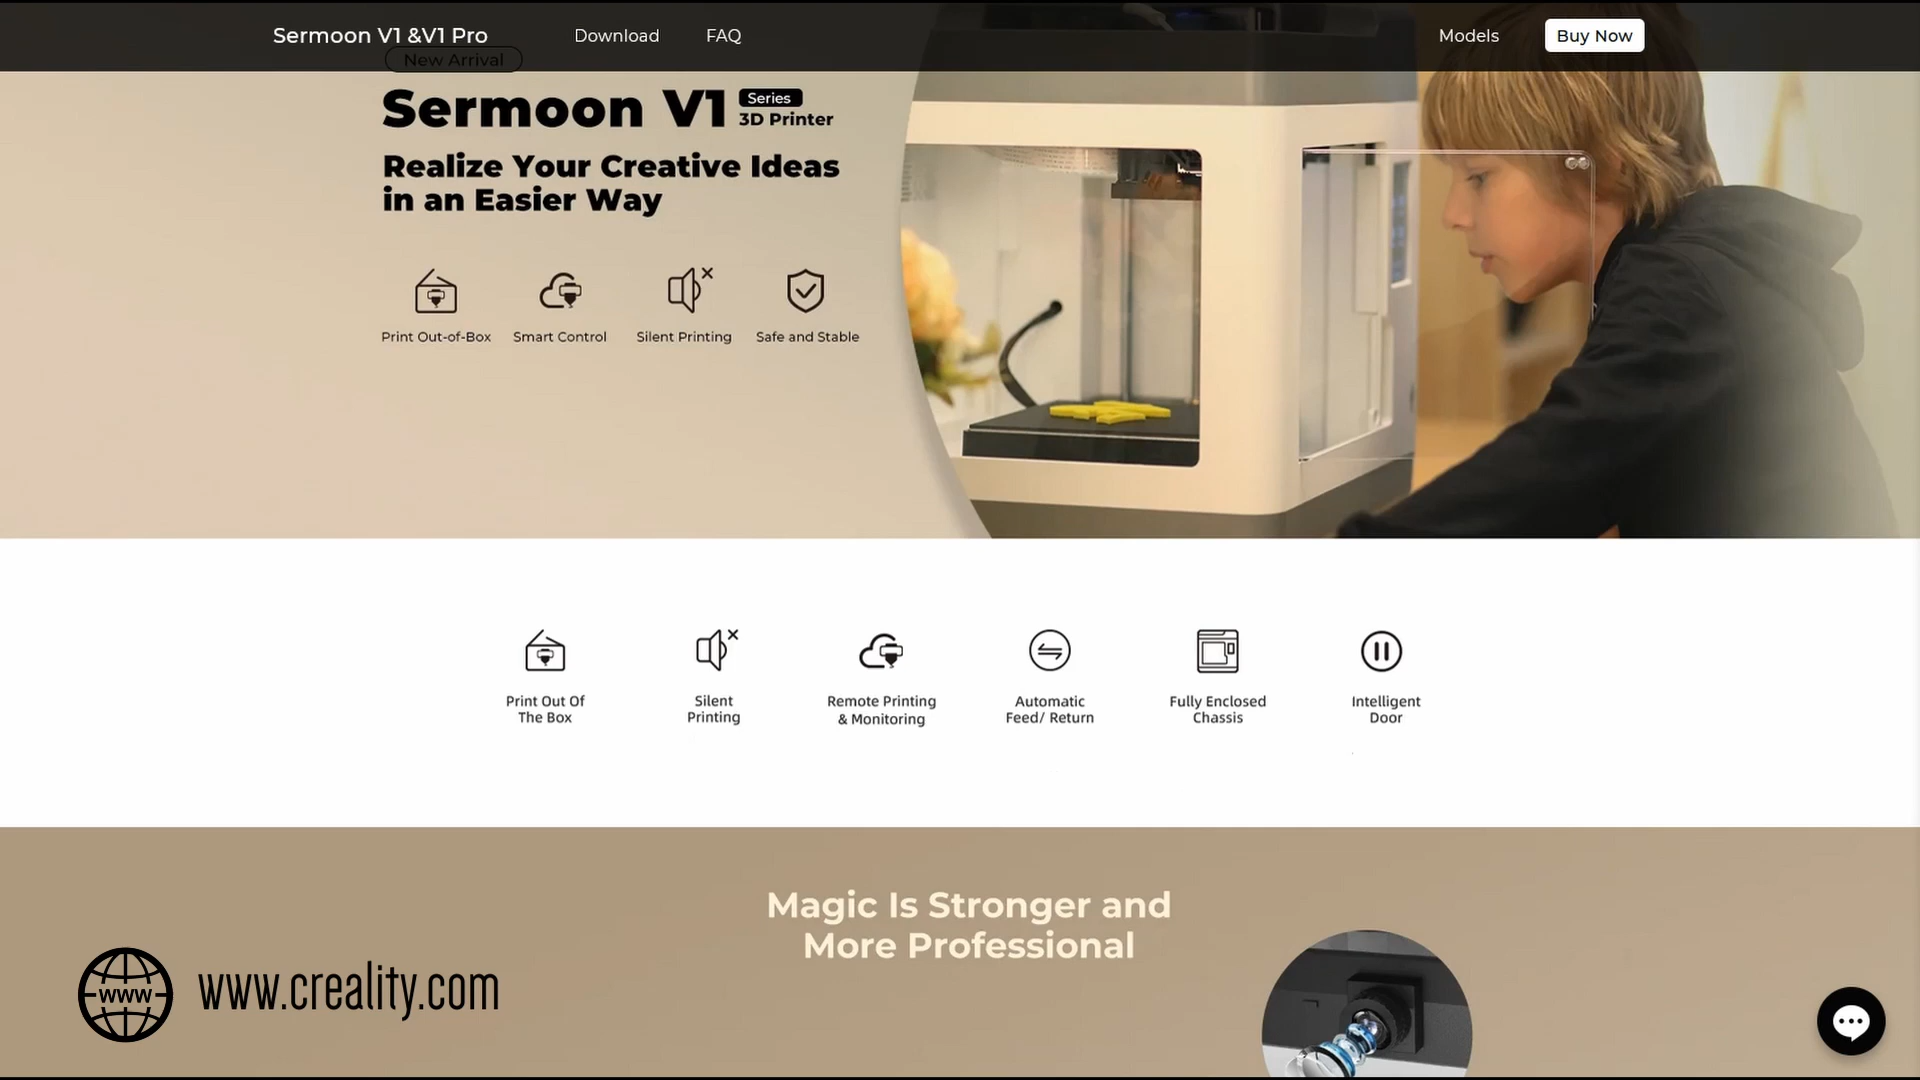 Sermoon V1 &V1 Pro
Download
FAQ
Models
Buy Now
New Arrival
Sermoon V1
Series
3D Printer
Realize Your Creative Ideas
in an Easier Way
Print Out-of-Box
Smart Control
Silent Printing
Safe and Stable
Print Out Of
The Box
Silent
Printing
Remote Printing
& Monitoring
Automatic
Feed/ Return
Fully Enclosed
Chassis
Intelligent
Door
Magic Is Stronger and
More Professional
www
www.creality.com